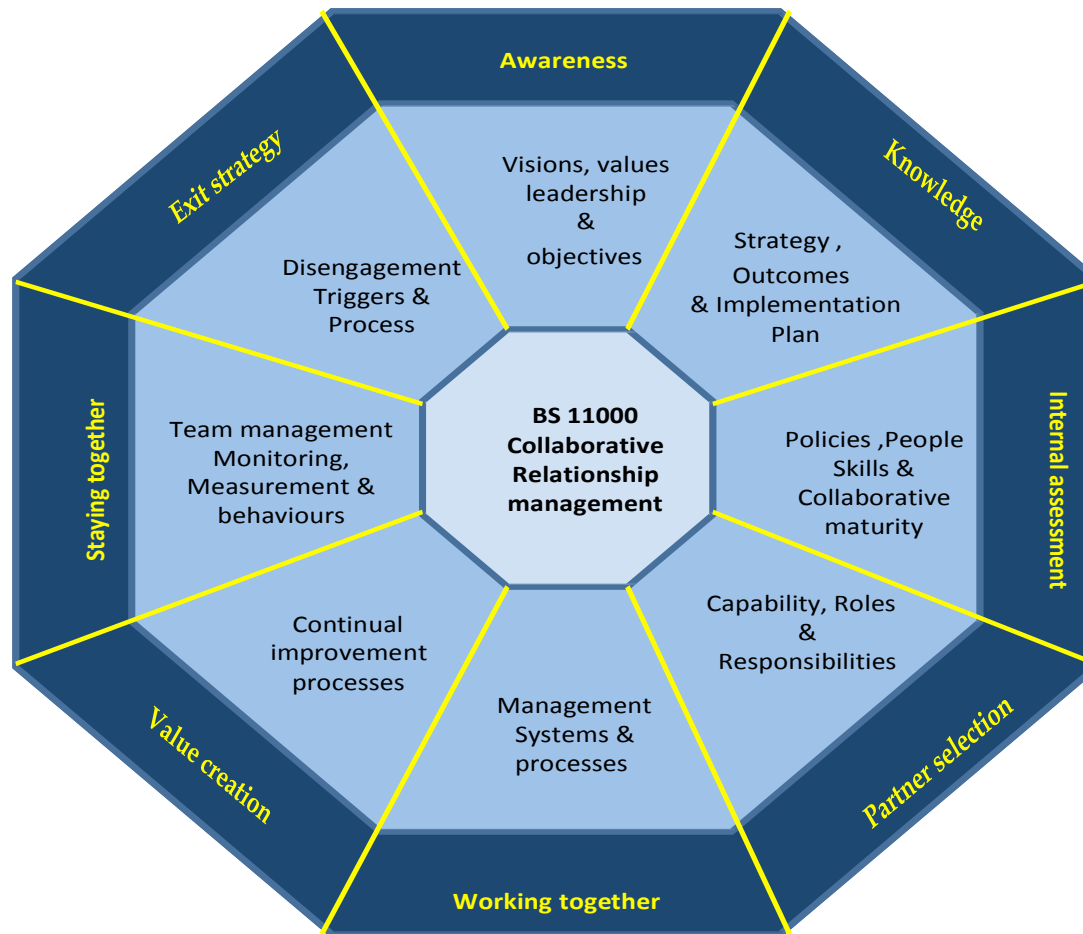 Awareness
Visions, values
leadership
&
objectives
Knowledge
Strategy ,
Outcomes
& Implementation
Plan
Internal assessment
Policies ,People
Skills &
Collaborative
maturity
Partner selection
Capability, Roles
&
Responsibilities
Working together
Management
Systems &
processes
Value creation
Continual
improvement
processes
Staying together
Team management
Monitoring,
Measurement &
behaviours
Exit strategy
Disengagement
Triggers &
Process
BS 11000
Collaborative
Relationship
management